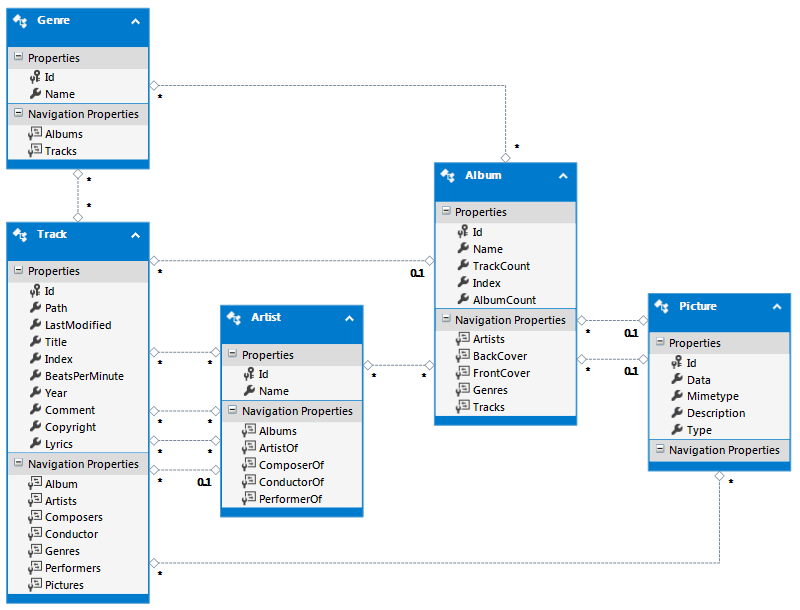 Genre
Properties
Id
Name
Navigation Properties
Albums
Tracks
*
*
*
*
Track
Properties
Id
Path
LastModified
Title
Index
BeatsPerMinute
Year
Comment
Copyright
Lyrics
Navigation Properties
Album
Artists
Composers
Conductor
Genres
Performers
Pictures
*
0..1
*
*
*
*
*
*
*
0..1
*
*
Artist
Properties
Id
Name
Navigation Properties
Albums
ArtistOf
ComposerOf
ConductorOf
PerformerOf
*
*
Album
Properties
Id
Name
TrackCount
Index
AlbumCount
Navigation Properties
Artists
BackCover
FrontCover
Genres
Tracks
*
0..1
*
0..1
Picture
Properties
Id
Data
Mimetype
Description
Type
Navigation Properties